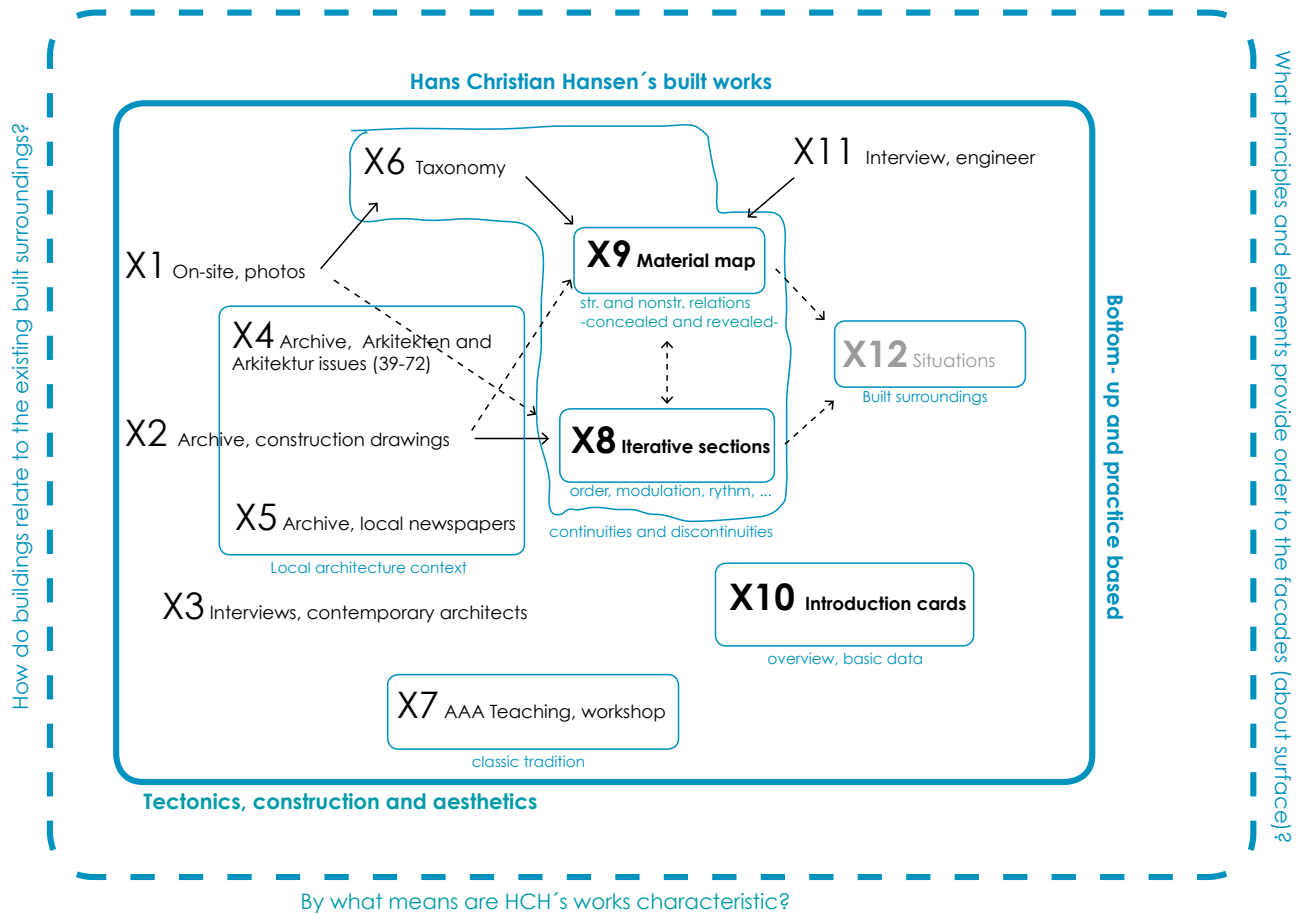 Hans Christian Hansen´s built works
How do buildings relate to the existing built surroundings?
What principles and elements provide order to the facades (about surface)?
X6 Taxonomy
X11 Interview, engineer
X1 On-site, photos
X9 Material map
str. and nonstr. relations
-concealed and revealed-
X4 Archive, Arkitekten and
Arkitektur issues (39-72)
X12 Situations
Built surroundings
Bottom- up and practice based
X2 Archive, construction drawings
X8 Iterative sections
order, modulation, rythm, ...
continuities and discontinuities
X5 Archive, local newspapers
Local architecture context
X3 Interviews, contemporary architects
X10 Introduction cards
overview, basic data
X7 AAA Teaching, workshop
classic tradition
Tectonics, construction and aesthetics
By what means are HCH´s works characteristic?